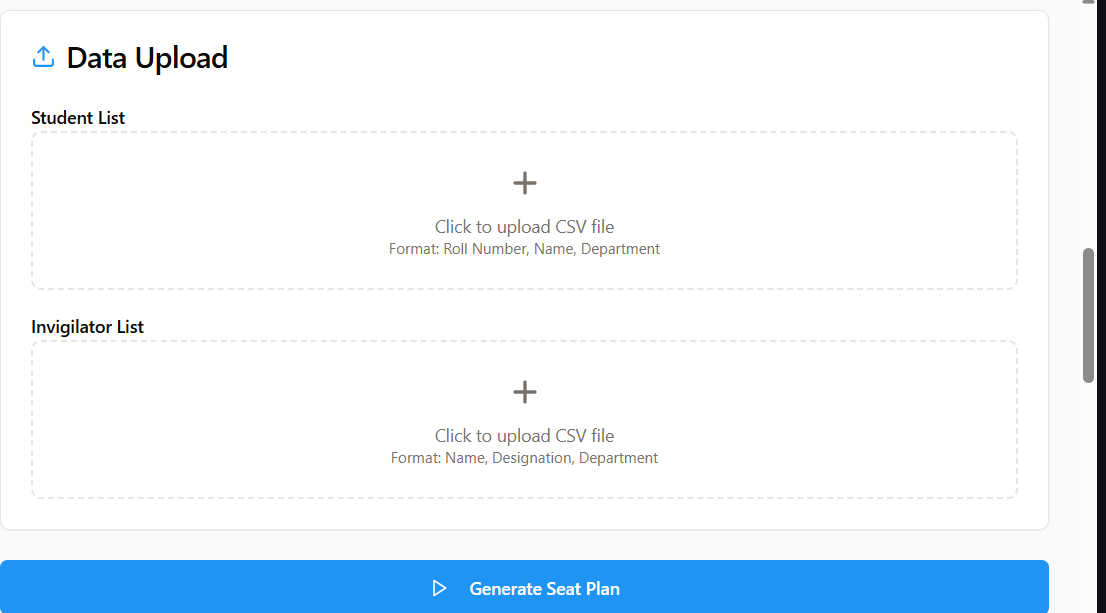 Data Upload
Student List
Click to upload CSV file
Format: Roll Number, Name, Department
Invigilator List
Click to upload CSV file
Format: Name, Designation, Department
Generate Seat Plan